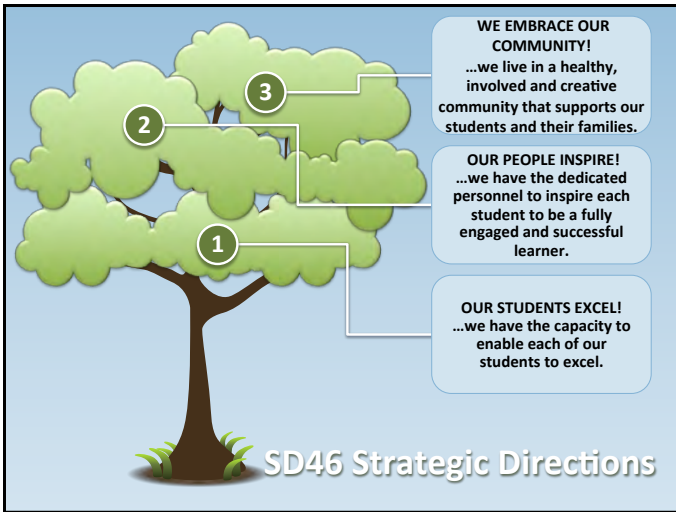 WE EMBRACE OUR
COMMUNITY!
...we live in a healthy,
involved and creative
community that supports our
students and their families.
3
2
OUR PEOPLE INSPIRE!
...we have the dedicated
personnel to inspire each
student to be a fully
engaged and successful
learner.
1
OUR STUDENTS EXCEL!
...we have the capacity to
enable each of our
students to excel.
SD46 Strategic Directions